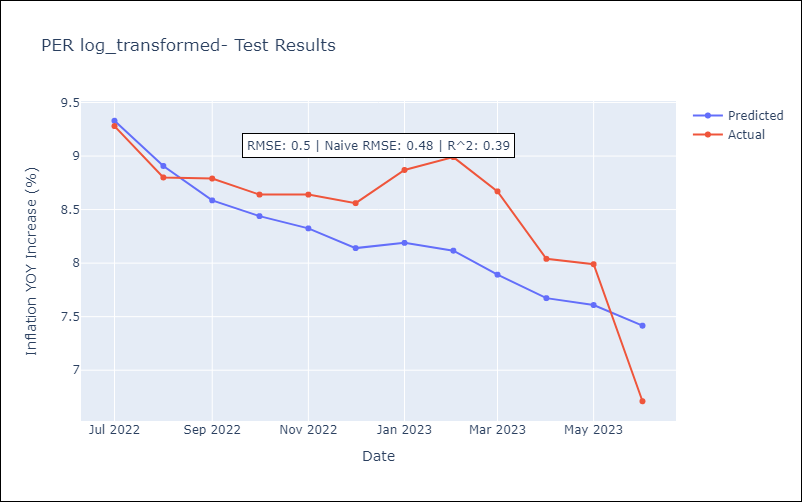 PER log_transformed- Test Results
9.5
9
8.5
8
7.5
7
Inflation YOY Increase (%)
RMSE: 0.5 | Naive RMSE: 0.48 | R^2: 0.39
Predicted
Actual
Jul 2022 Sep 2022 Nov 2022 Jan 2023 Mar 2023 May 2023
Date